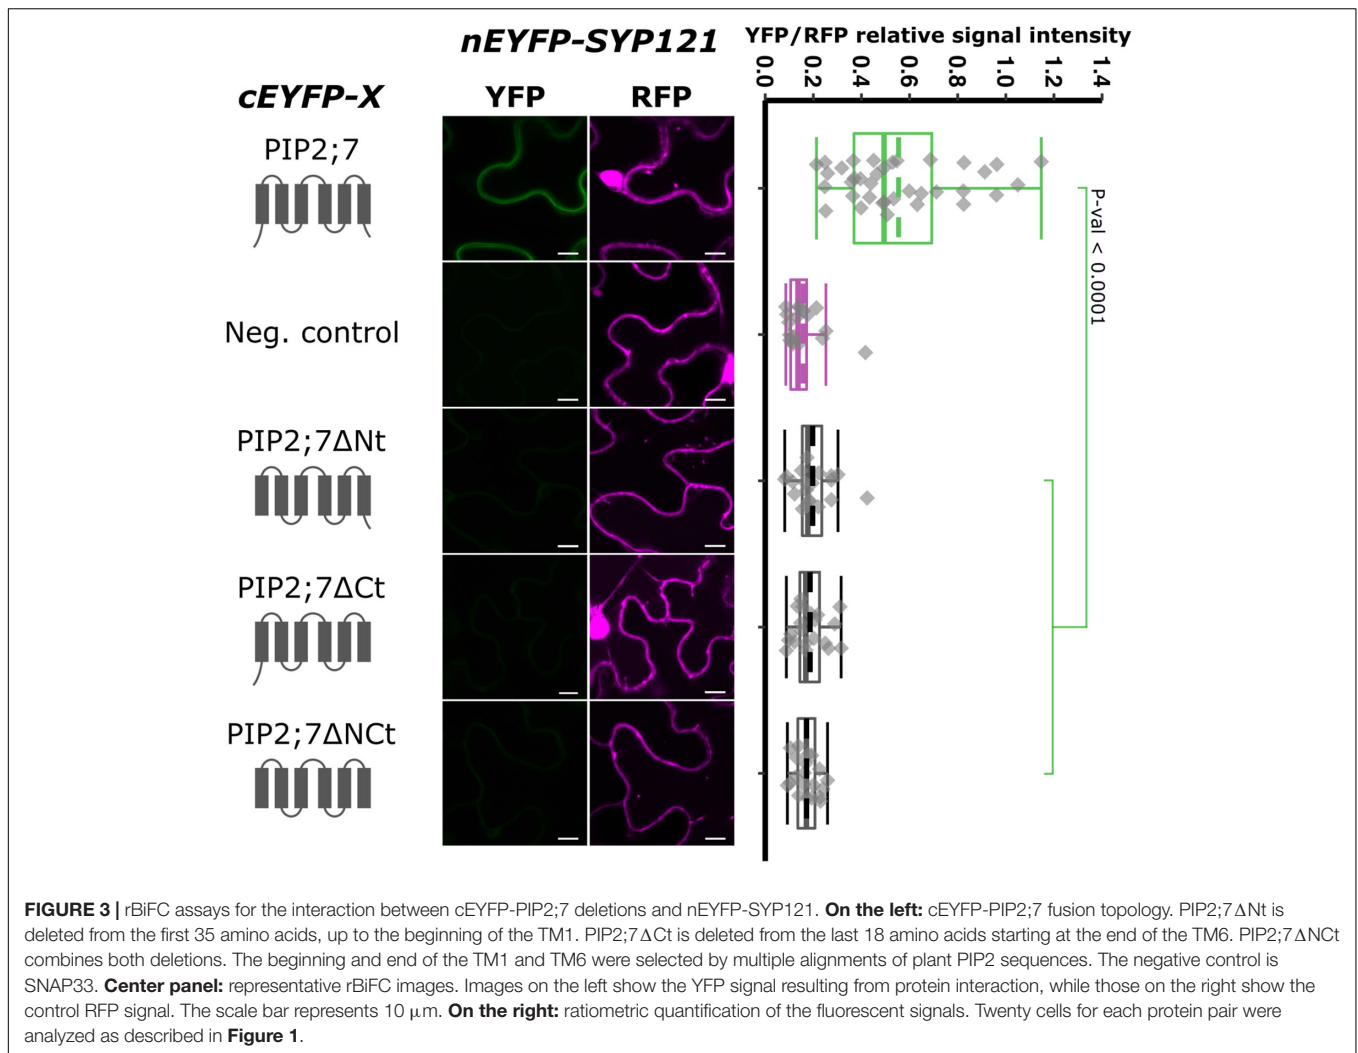 nEYFP-SYP121
YFP/RFP relative signal intensity
cEYFP-X
YFP
RFP
0.0
0.2
0.4
0.6
0.8
1.0
1.2
1.4
PIP2;7
P-val < 0.0001
Neg. control
PIP2;7ΔNt
PIP2;7ΔCt
PIP2;7ΔNCt
FIGURE 3 | rBiFC assays for the interaction between cEYFP-PIP2;7 deletions and nEYFP-SYP121. On the left: cEYFP-PIP2;7 fusion topology. PIP2;7ΔNt is
deleted from the first 35 amino acids, up to the beginning of the TM1. PIP2;7ΔCt is deleted from the last 18 amino acids starting at the end of the TM6. PIP2;7ΔNCt
combines both deletions. The beginning and end of the TM1 and TM6 were selected by multiple alignments of plant PIP2 sequences. The negative control is
SNAP33. Center panel: representative rBiFC images. Images on the left show the YFP signal resulting from protein interaction, while those on the right show the
control RFP signal. The scale bar represents 10 μm. On the right: ratiometric quantification of the fluorescent signals. Twenty cells for each protein pair were
analyzed as described in Figure 1.